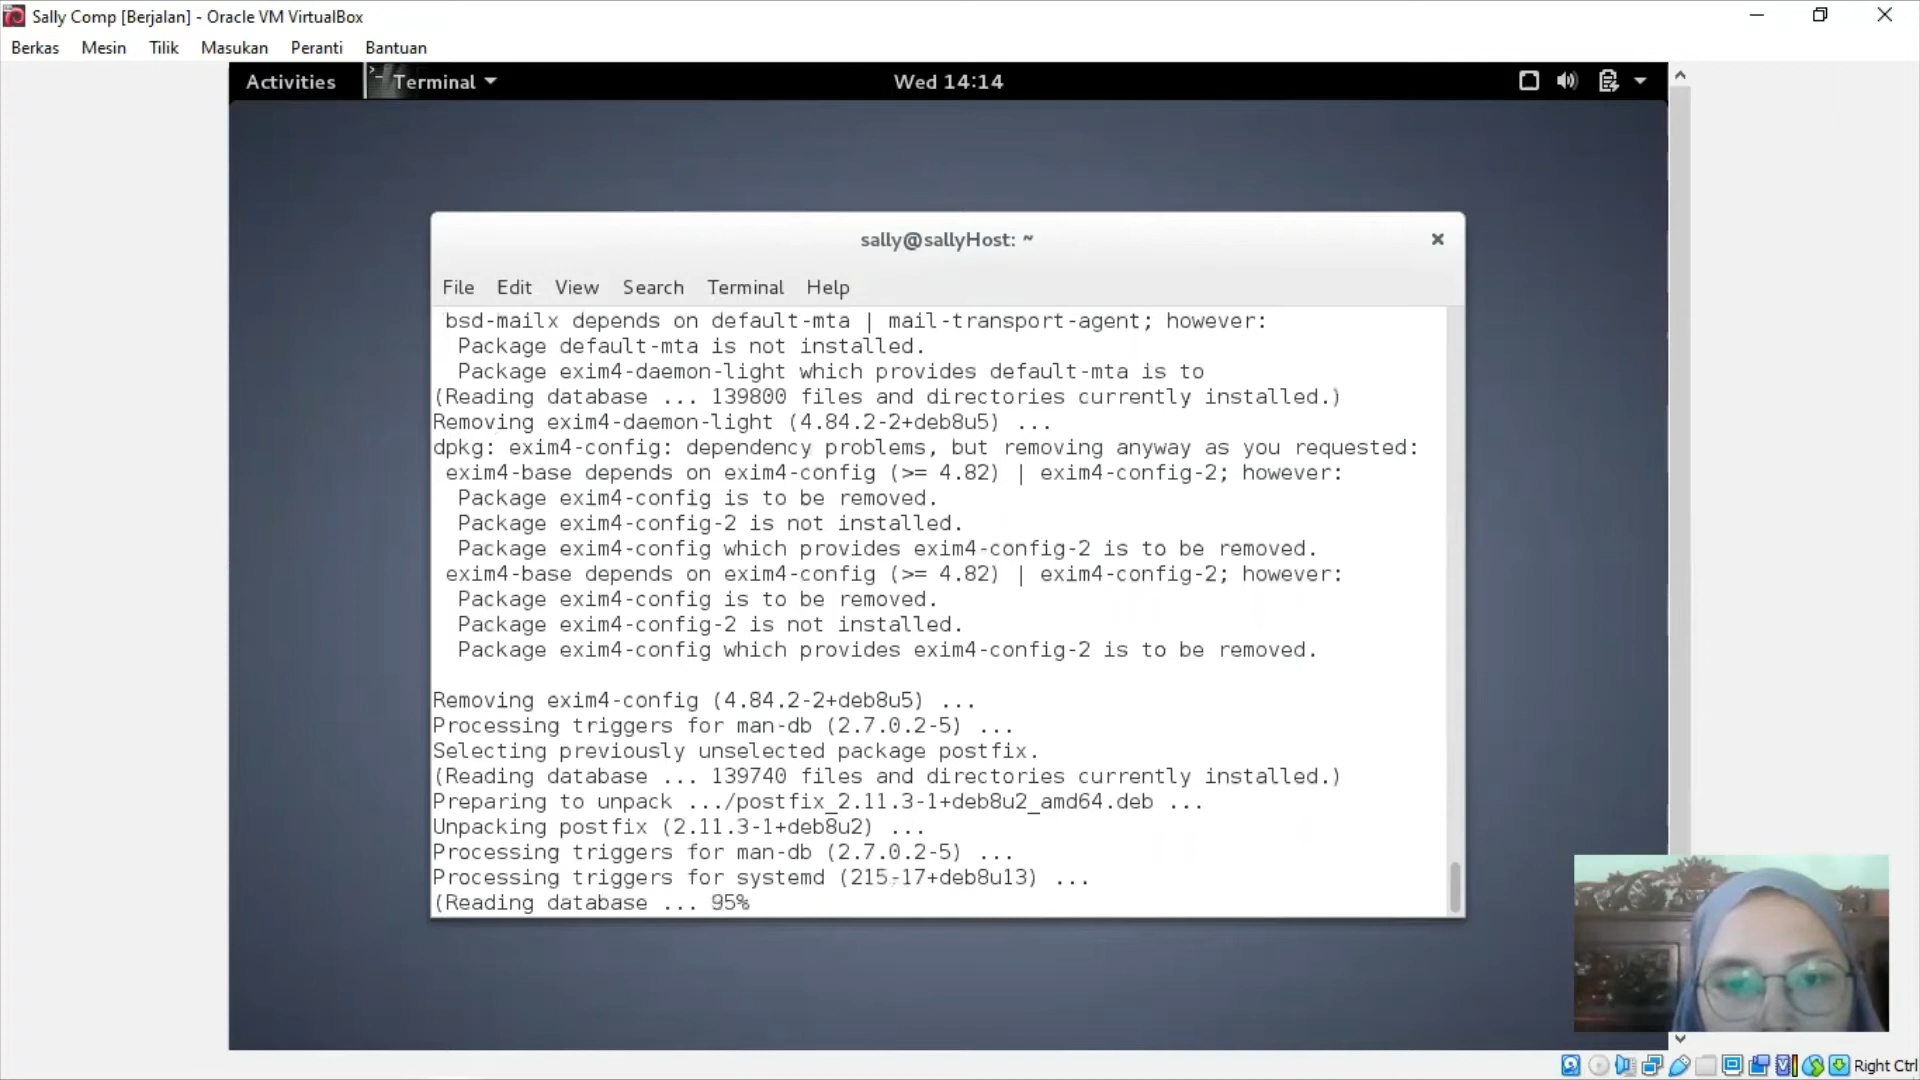 Sally Comp [Berjalan] - Oracle VM VirtualBox
Berkas Mesin Tilik Masukan Peranti Bantuan
Activities Terminal Wed 14:14
sally@sallyHost: ~
File Edit View Search Terminal Help
bsd-mailx depends on default-mta | mail-transport-agent; however:
Package default-mta is not installed.
Package exim4-daemon-light which provides default-mta is to
(Reading database ... 139800 files and directories currently installed.)
Removing exim4-daemon-light (4.84.2-2+deb8u5) ...
dpkg: exim4-config: dependency problems, but removing anyway as you requested:
exim4-base depends on exim4-config (>= 4.82) | exim4-config-2; however:
Package exim4-config is to be removed.
Package exim4-config-2 is not installed.
Package exim4-config which provides exim4-config-2 is to be removed.
exim4-base depends on exim4-config (>= 4.82) | exim4-config-2; however:
Package exim4-config is to be removed.
Package exim4-config-2 is not installed.
Package exim4-config which provides exim4-config-2 is to be removed.
Removing exim4-config (4.84.2-2+deb8u5) ...
Processing triggers for man-db (2.7.0.2-5) ...
Selecting previously unselected package postfix.
(Reading database ... 139740 files and directories currently installed.)
Preparing to unpack .../postfix_2.11.3-1+deb8u2_amd64.deb ...
Unpacking postfix (2.11.3-1+deb8u2) ...
Processing triggers for man-db (2.7.0.2-5) ...
Processing triggers for systemd (215-17+deb8u13) ...
(Reading database ... 95%
Right Ctrl